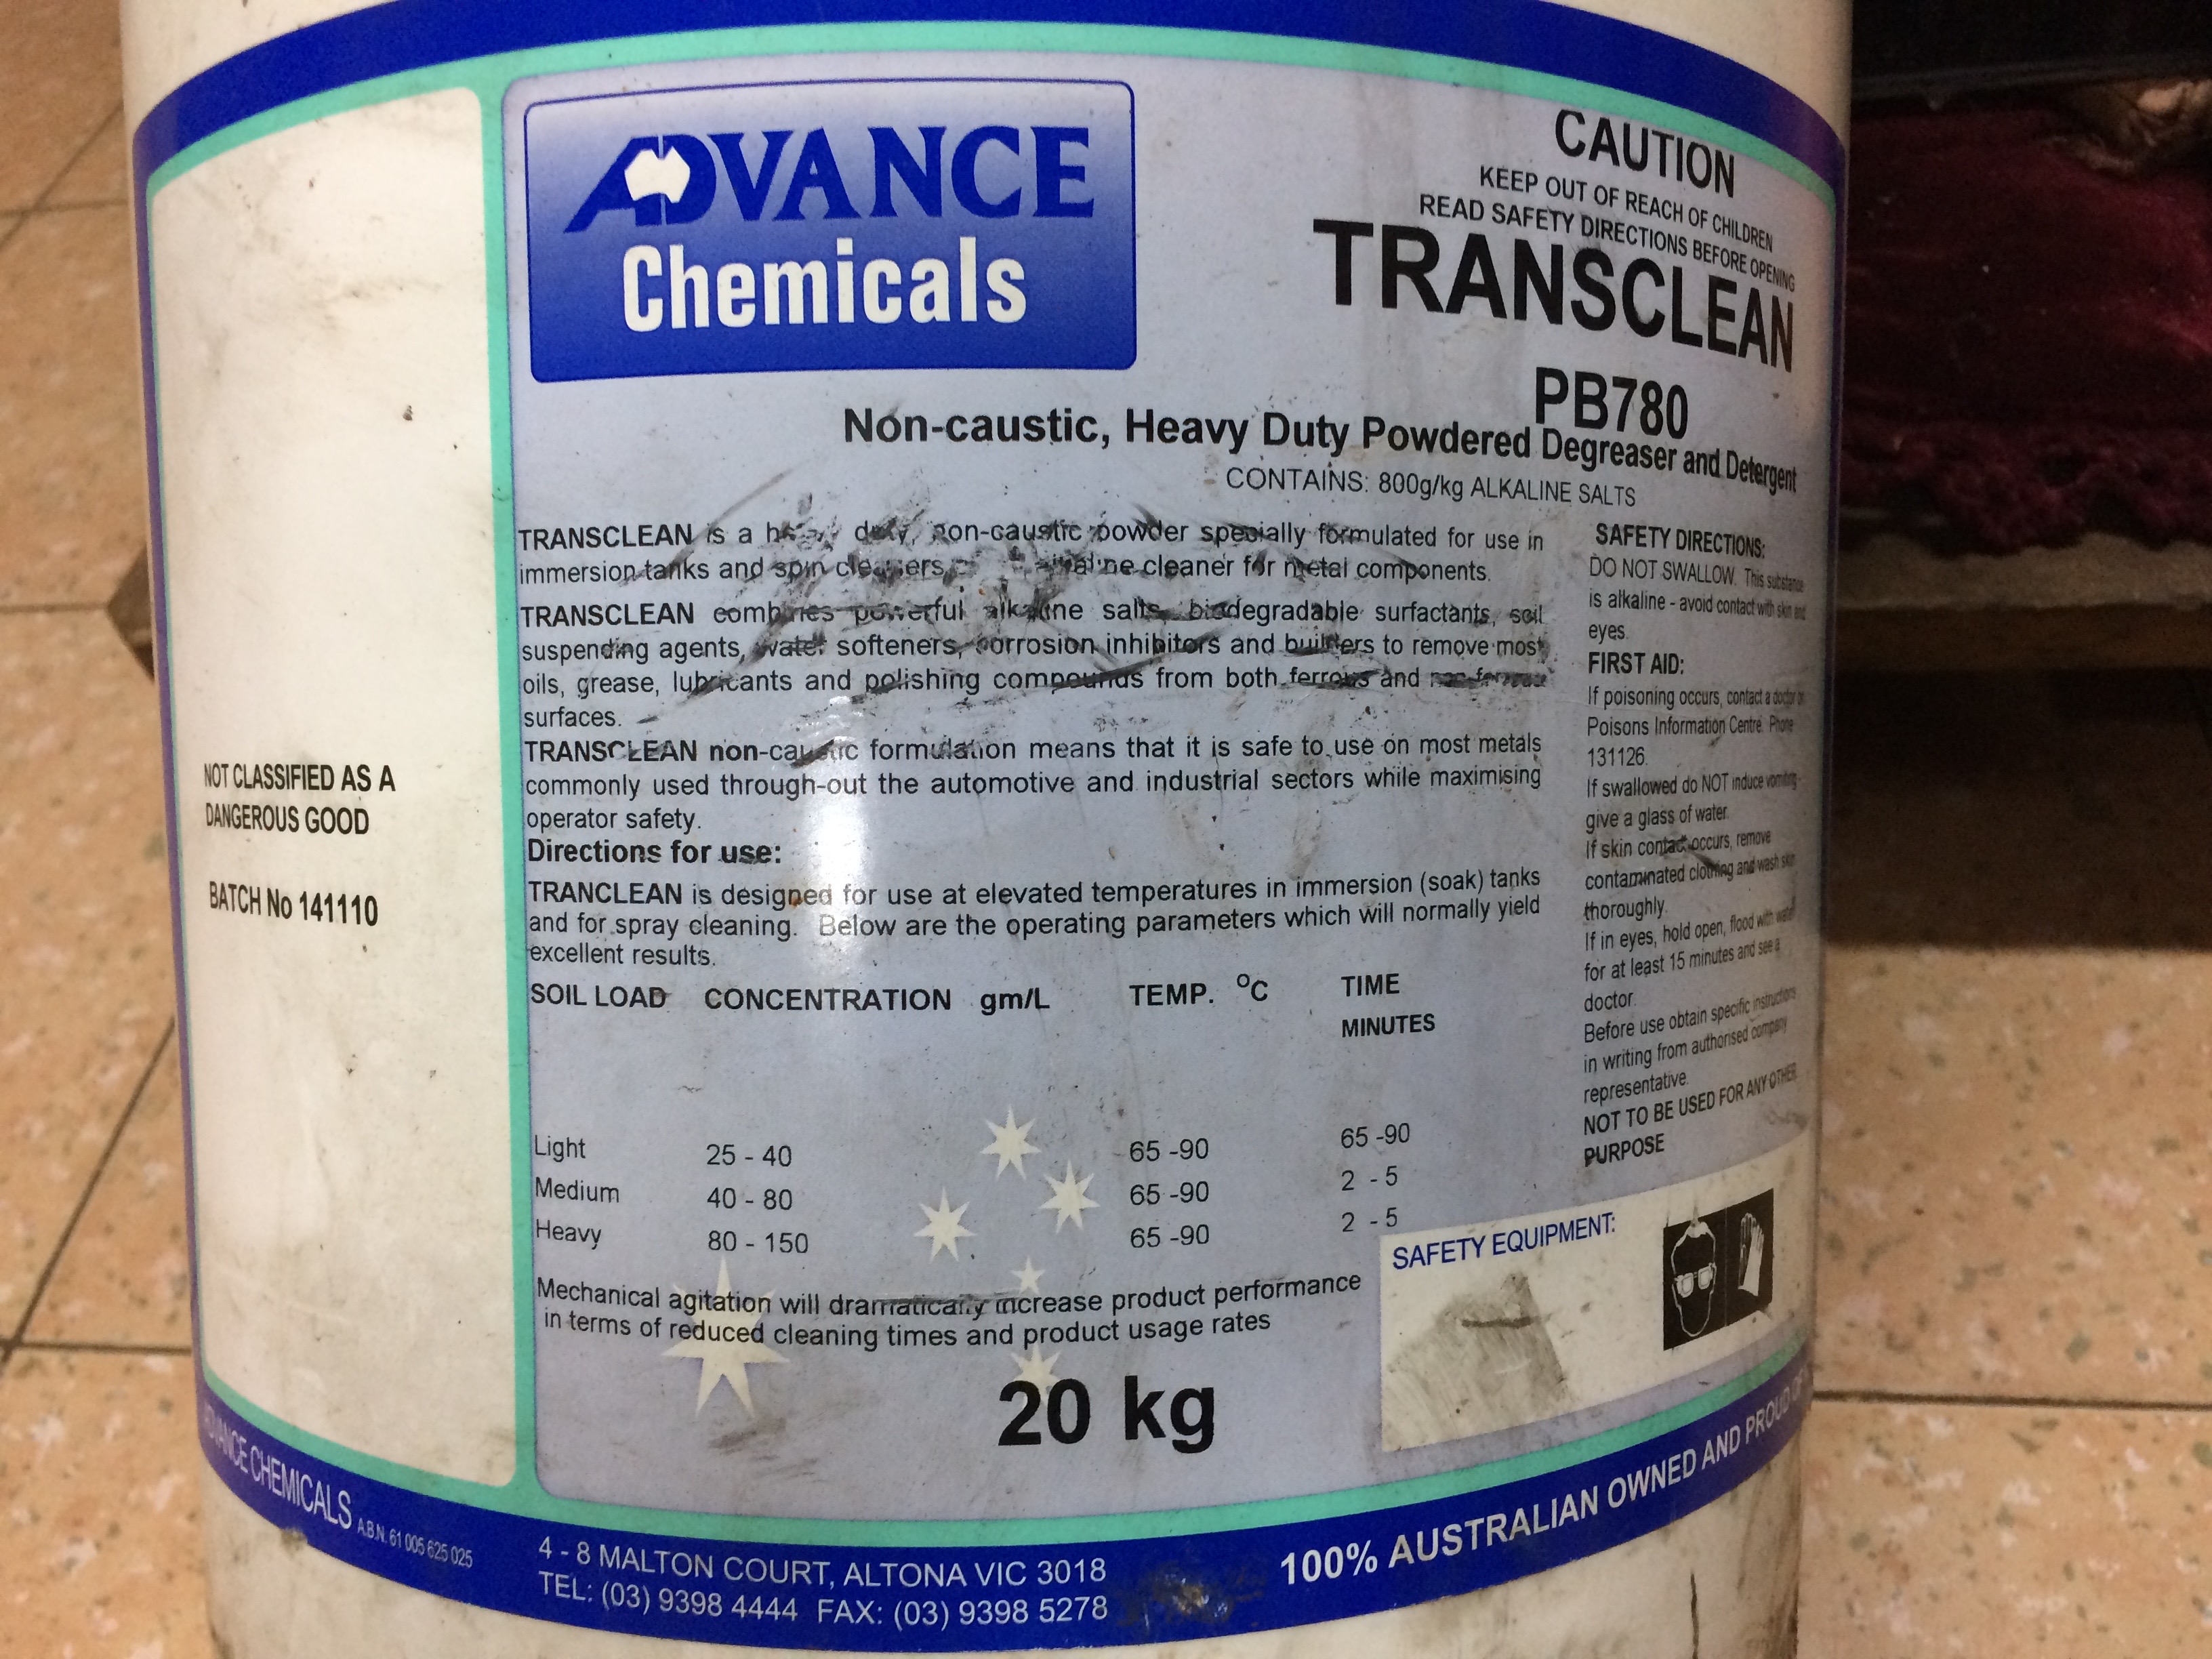 ADVANCE
Chemicals
CAUTION
KEEP OUT OF REACH OF CHILDREN
READ SAFETY DIRECTIONS BEFORE OPENING
TRANSCLEAN
PB780
Non-caustic, Heavy Duty Powdered Degreaser and Detergent
CONTAINS: 800g/kg ALKALINE SALTS
TRANSCLEAN is a heavy duty, non-caustic powder specially formulated for use in
immersion tanks and spin cleaners alkaline cleaner for metal components.
TRANSCLEAN combines powerful alkaline salts, biodegradable surfactants, soil
suspending agents, water softeners, corrosion inhibitors and builders to remove most
oils, grease, lubricants and polishing compounds from both ferrous and non-ferrous
surfaces.
TRANSCLEAN non-caustic formulation means that it is safe to use on most metals
commonly used through-out the automotive and industrial sectors while maximising
operator safety.
Directions for use:
TRANCLEAN is designed for use at elevated temperatures in immersion (soak) tanks
and for spray cleaning. Below are the operating parameters which will normally yield
excellent results.
SOIL LOAD CONCENTRATION gm/L TEMP. °C TIME
MINUTES
Light 25 - 40 65 -90 65 -90
Medium 40 - 80 65 -90 2 - 5
Heavy 80 - 150 65 -90 2 - 5
Mechanical agitation will dramatically increase product performance
in terms of reduced cleaning times and product usage rates
20 kg
SAFETY DIRECTIONS:
DO NOT SWALLOW. This substance
is alkaline - avoid contact with skin and
eyes.
FIRST AID:
If poisoning occurs, contact a doctor or
Poisons Information Centre. Phone
131126.
If swallowed do NOT induce vomiting -
give a glass of water.
If skin contact occurs, remove
contaminated clothing and wash skin
thoroughly.
If in eyes, hold open, flood with water
for at least 15 minutes and see a
doctor.
Before use obtain specific instructions
in writing from authorised company
representative.
NOT TO BE USED FOR ANY OTHER
PURPOSE
SAFETY EQUIPMENT:
NOT CLASSIFIED AS A
DANGEROUS GOOD
BATCH No 141110
ADVANCE CHEMICALS A.B.N. 61 005 625 025
4 - 8 MALTON COURT, ALTONA VIC 3018
TEL: (03) 9398 4444 FAX: (03) 9398 5278
100% AUSTRALIAN OWNED AND PROUD OF